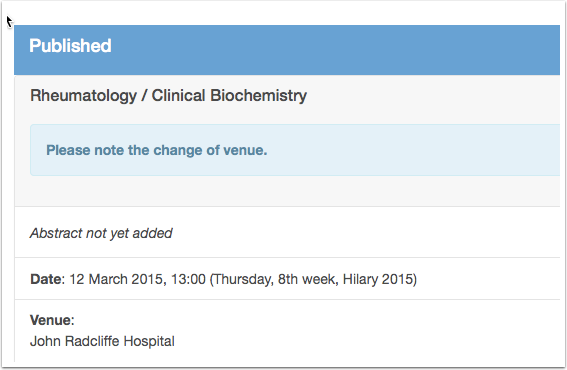 Published
Rheumatology / Clinical Biochemistry
Please note the change of venue.
Abstract not yet added
Date: 12 March 2015, 13:00 (Thursday, 8th week, Hilary 2015)
Venue:
John Radcliffe Hospital